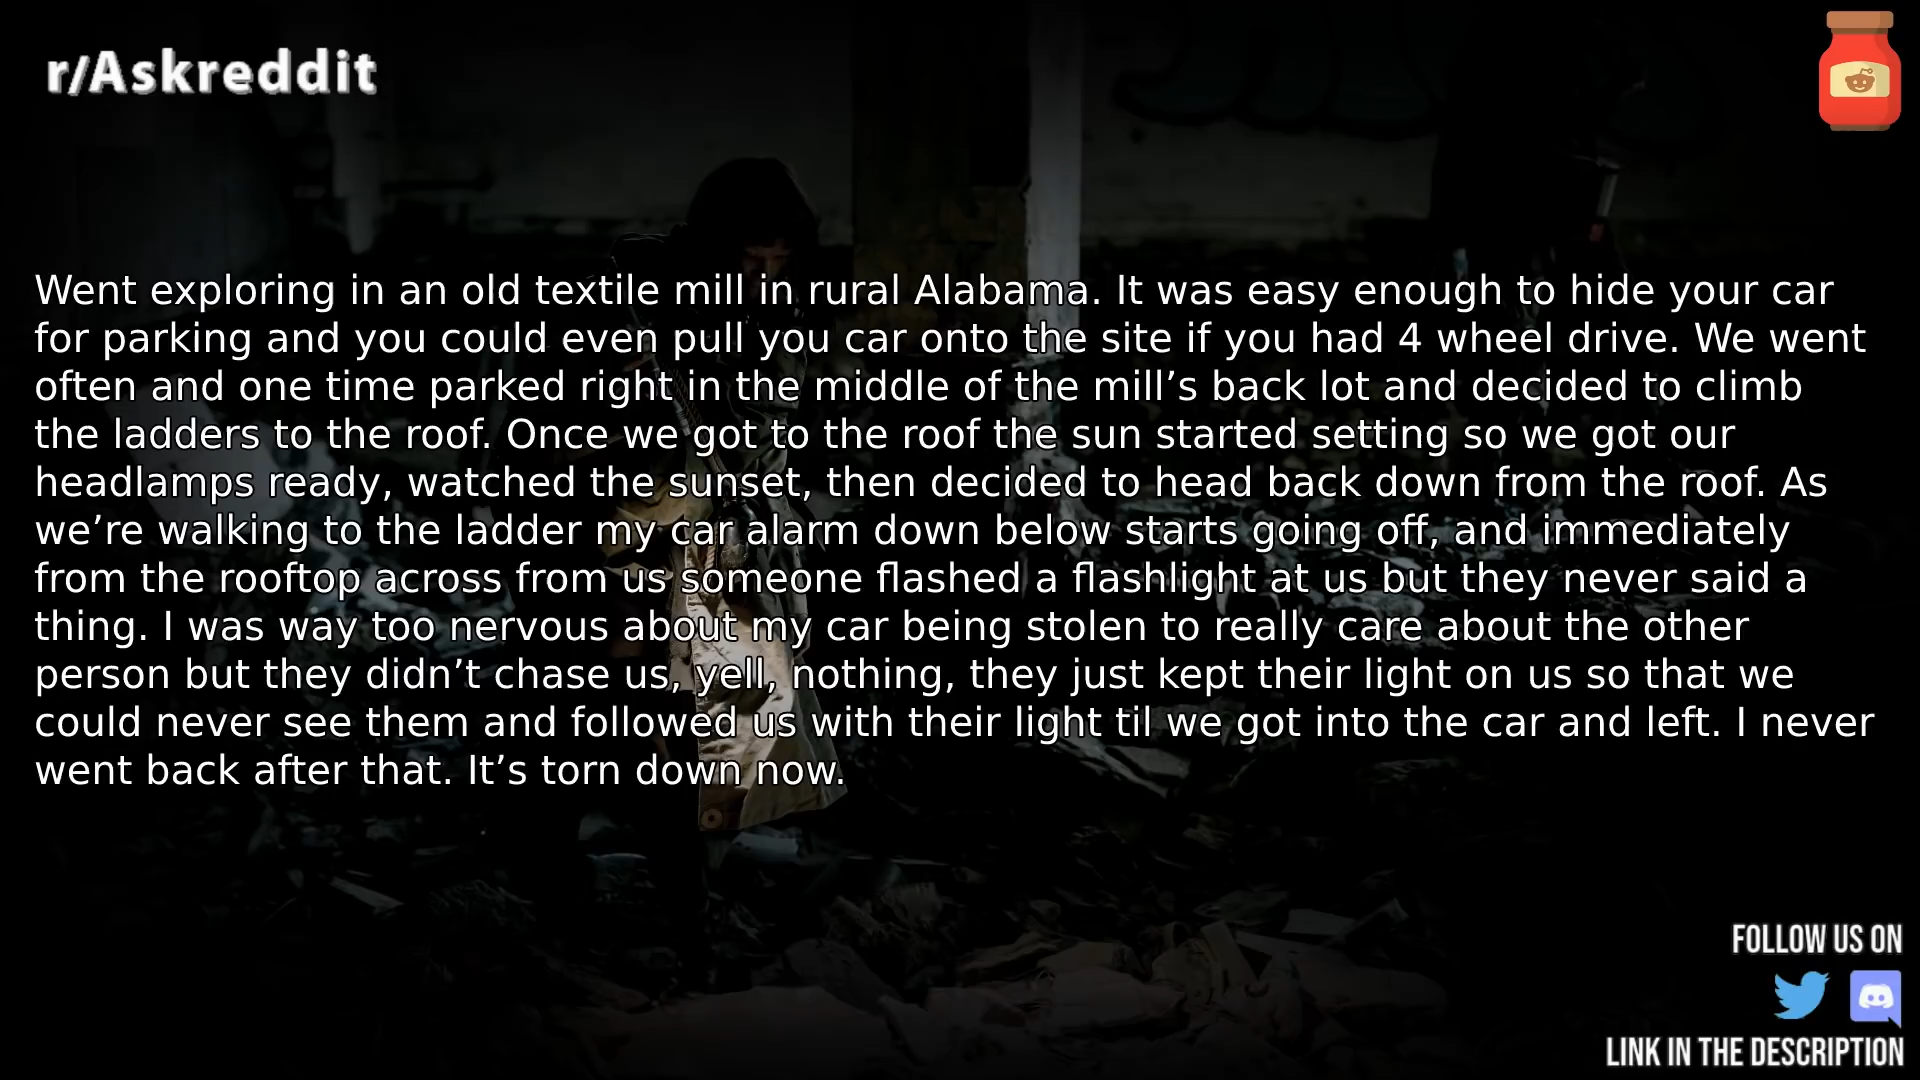 r/Askreddit
Went exploring in an old textile mill in rural Alabama. It was easy enough to hide your car
for parking and you could even pull you car onto the site if you had 4 wheel drive. We went
often and one time parked right in the middle of the mill’s back lot and decided to climb
the ladders to the roof. Once we got to the roof the sun started setting so we got our
headlamps ready, watched the sunset, then decided to head back down from the roof. As
we’re walking to the ladder my car alarm down below starts going off, and immediately
from the rooftop across from us someone flashed a flashlight at us but they never said a
thing. I was way too nervous about my car being stolen to really care about the other
person but they didn’t chase us, yell, nothing, they just kept their light on us so that we
could never see them and followed us with their light til we got into the car and left. I never
went back after that. It’s torn down now.
FOLLOW US ON
LINK IN THE DESCRIPTION